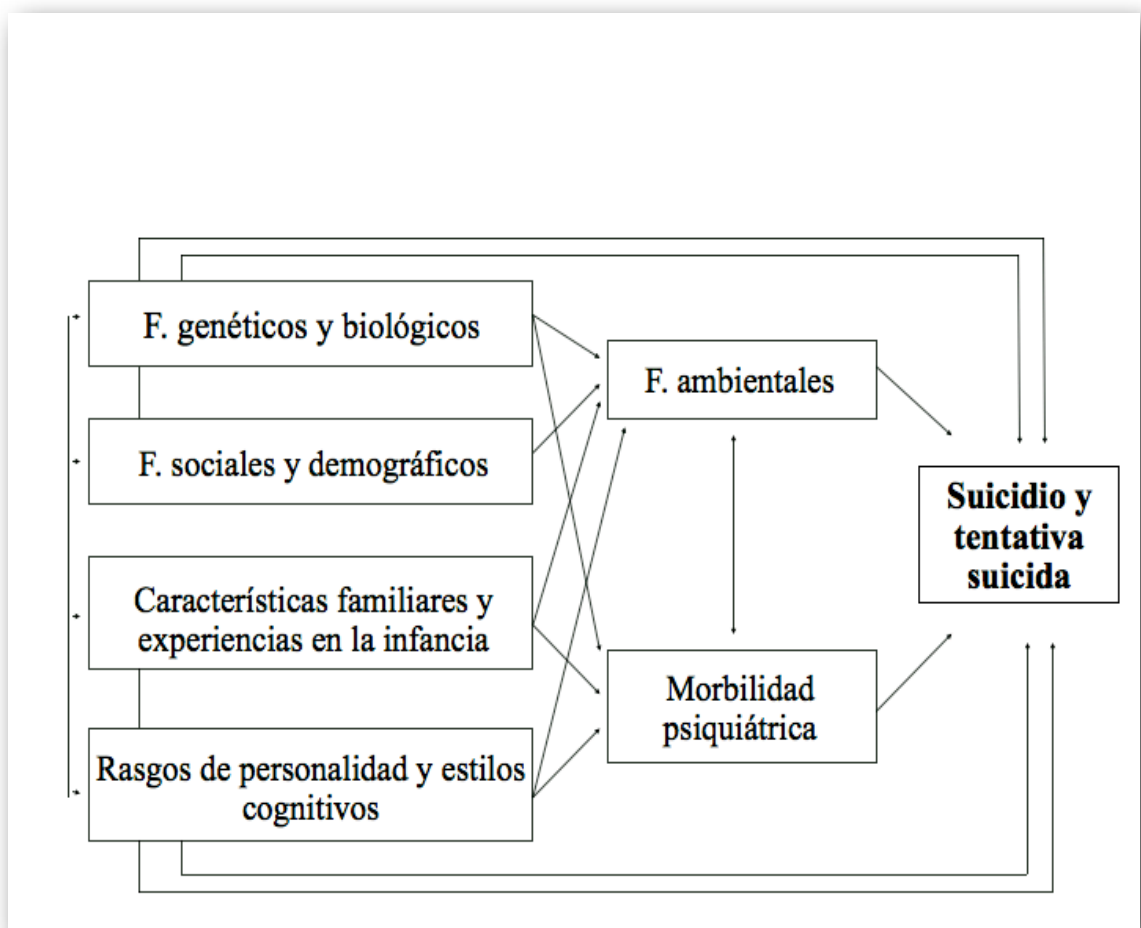 F. genéticos y biológicos
F. sociales y demográficos
Características familiares y
experiencias en la infancia
Rasgos de personalidad y estilos
cognitivos
F. ambientales
Morbilidad
psiquiátrica
Suicidio y
tentativa
suicida